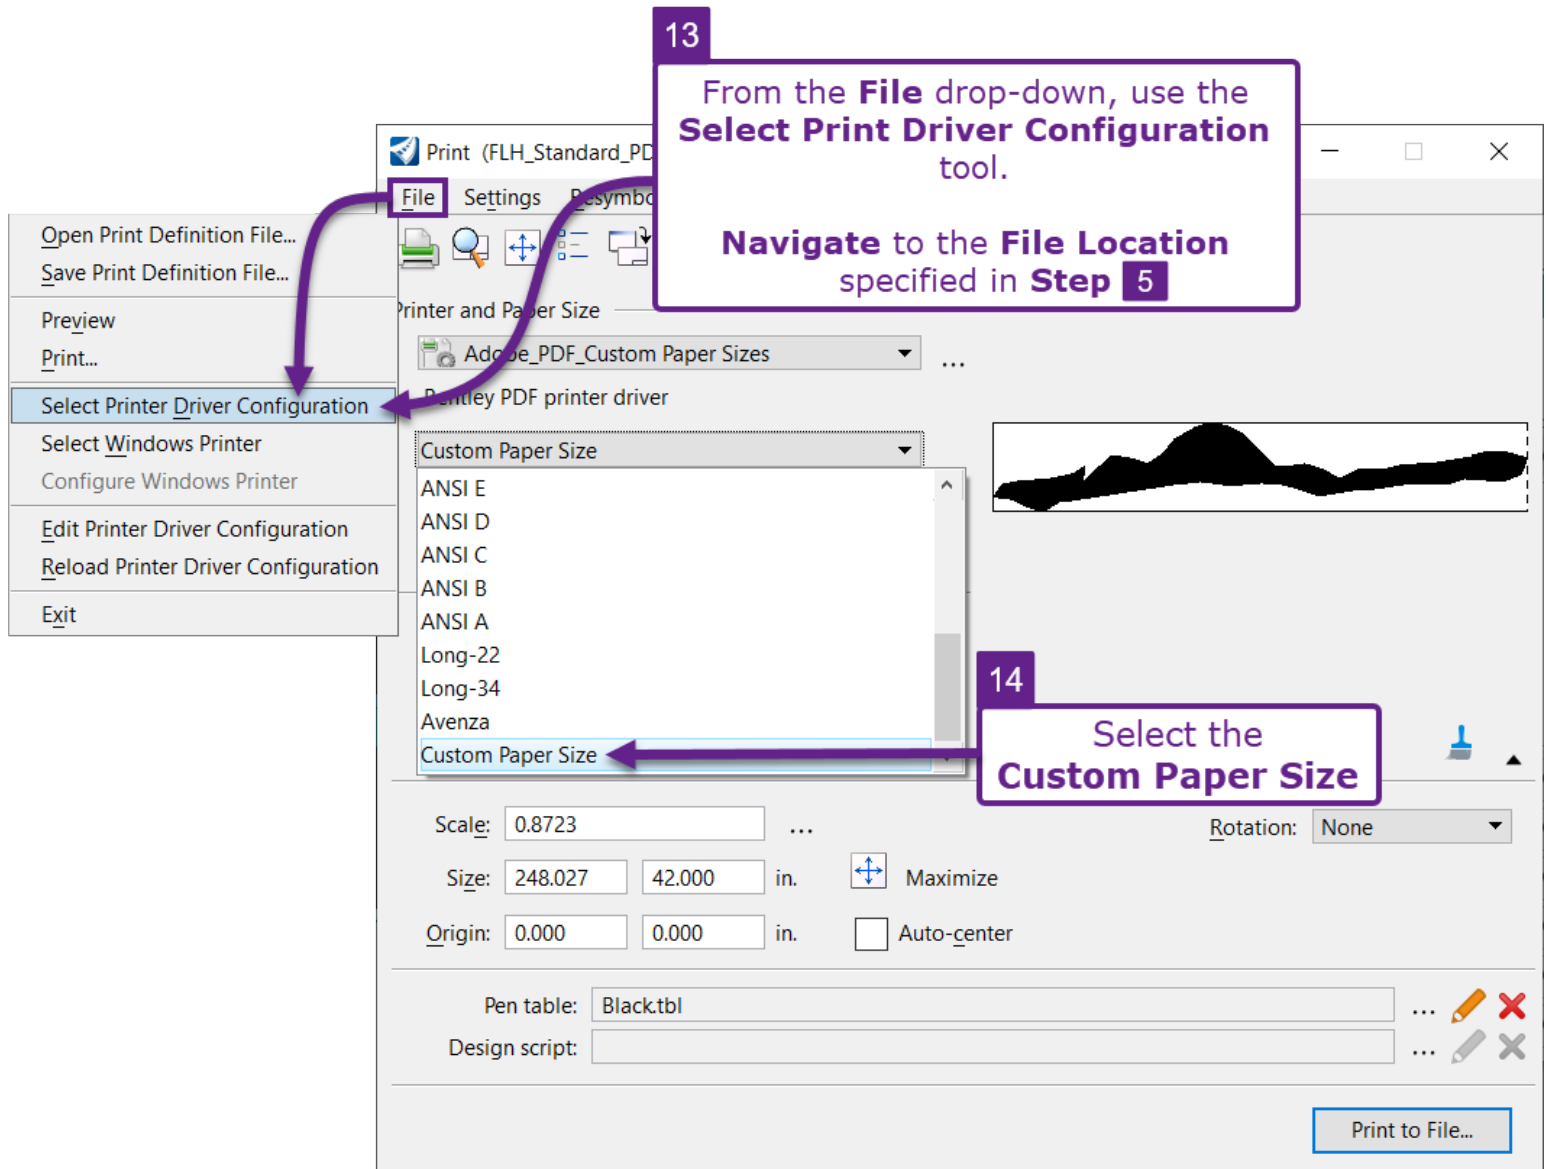 13
From the File drop-down, use the
Select Print Driver Configuration
tool.
Navigate to the File Location
specified in Step 5
Print (FLH_Standard_PD
File Settings
Open Print Definition File...
Save Print Definition File...
Preview
Print...
Select Printer Driver Configuration
Select Windows Printer
Configure Windows Printer
Edit Printer Driver Configuration
Reload Printer Driver Configuration
Exit
Printer and Paper Size
Adobe_PDF_Custom Paper Sizes
...
Bentley PDF printer driver
Custom Paper Size
ANSI E
ANSI D
ANSI C
ANSI B
ANSI A
Long-22
Long-34
Avenza
Custom Paper Size
14
Select the
Custom Paper Size
Scale: 0.8723 ... Rotation: None
Size: 248.027 42.000 in. Maximize
Origin: 0.000 0.000 in. Auto-center
Pen table: Black.tbl ...
Design script: ...
Print to File...